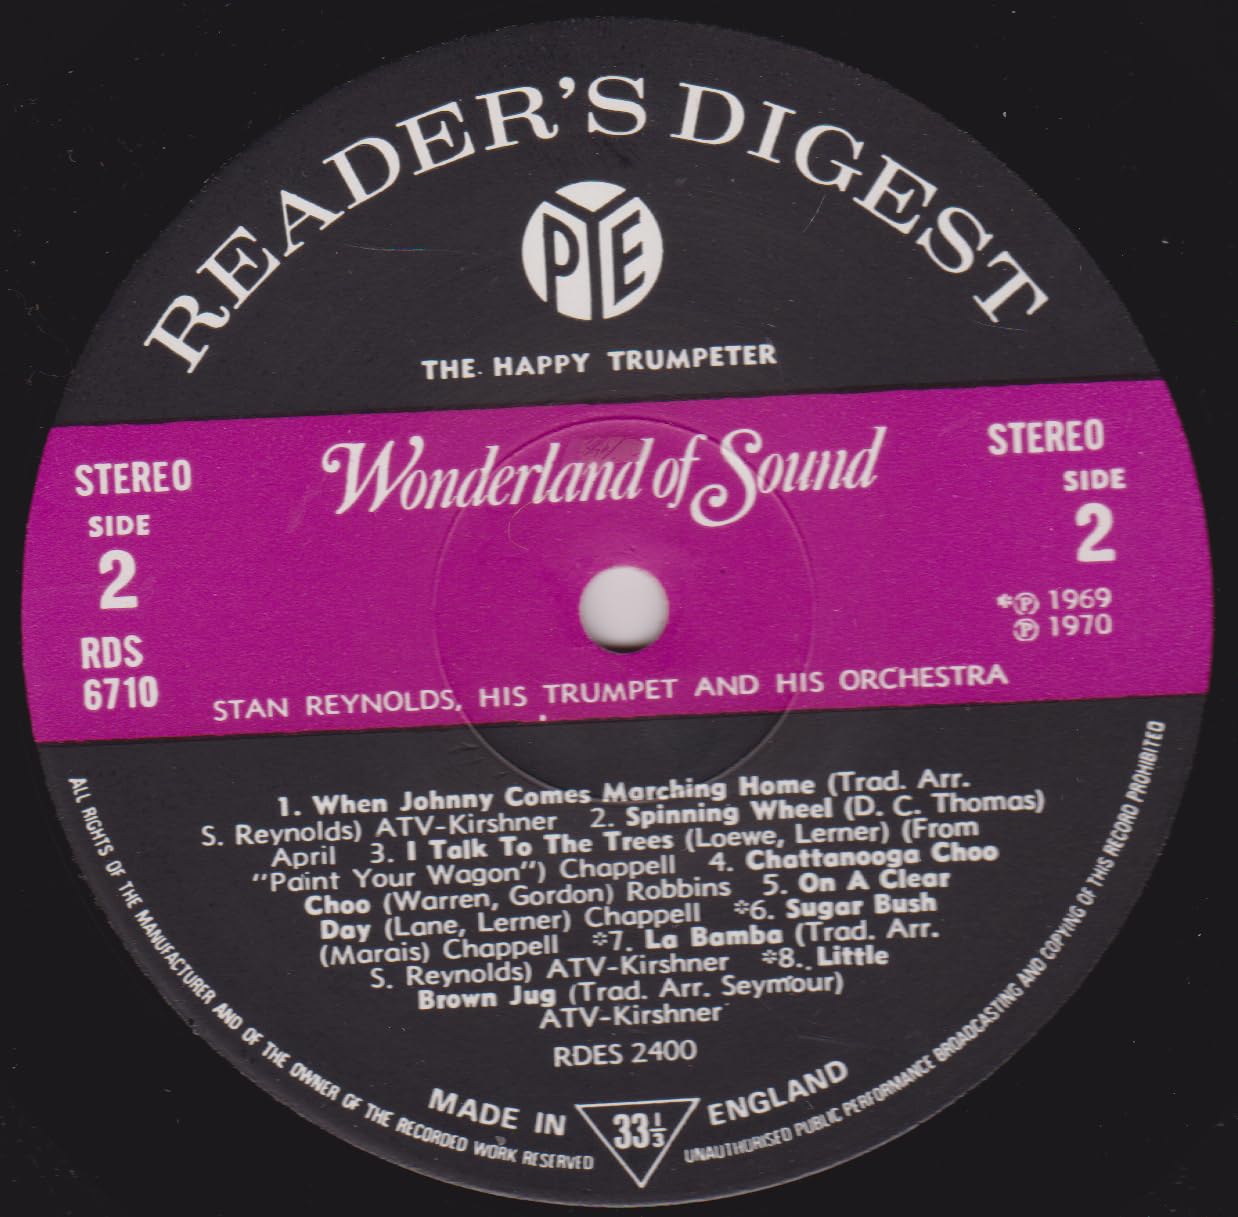 READER'S DIGEST
PYE
THE HAPPY TRUMPETER
Wonderland of Sound
STEREO
SIDE
2
RDS
6710
STEREO
SIDE
2
*Ⓟ 1969
Ⓟ 1970
STAN REYNOLDS, HIS TRUMPET AND HIS ORCHESTRA
1. When Johnny Comes Marching Home (Trad. Arr.
S. Reynolds) ATV-Kirshner 2. Spinning Wheel (D. C. Thomas)
April 3. I Talk To The Trees (Loewe, Lerner) (From
"Paint Your Wagon") Chappell 4. Chattanooga Choo
Choo (Warren, Gordon) Robbins 5. On A Clear
Day (Lane, Lerner) Chappell *6. Sugar Bush
(Marais) Chappell *7. La Bamba (Trad. Arr.
S. Reynolds) ATV-Kirshner *8. Little
Brown Jug (Trad. Arr. Seymour)
ATV-Kirshner
RDES 2400
MADE IN ENGLAND
33⅓
ALL RIGHTS OF THE MANUFACTURER AND OF THE OWNER OF THE RECORDED WORK RESERVED
UNAUTHORISED PUBLIC PERFORMANCE BROADCASTING AND COPYING OF THIS RECORD PROHIBITED